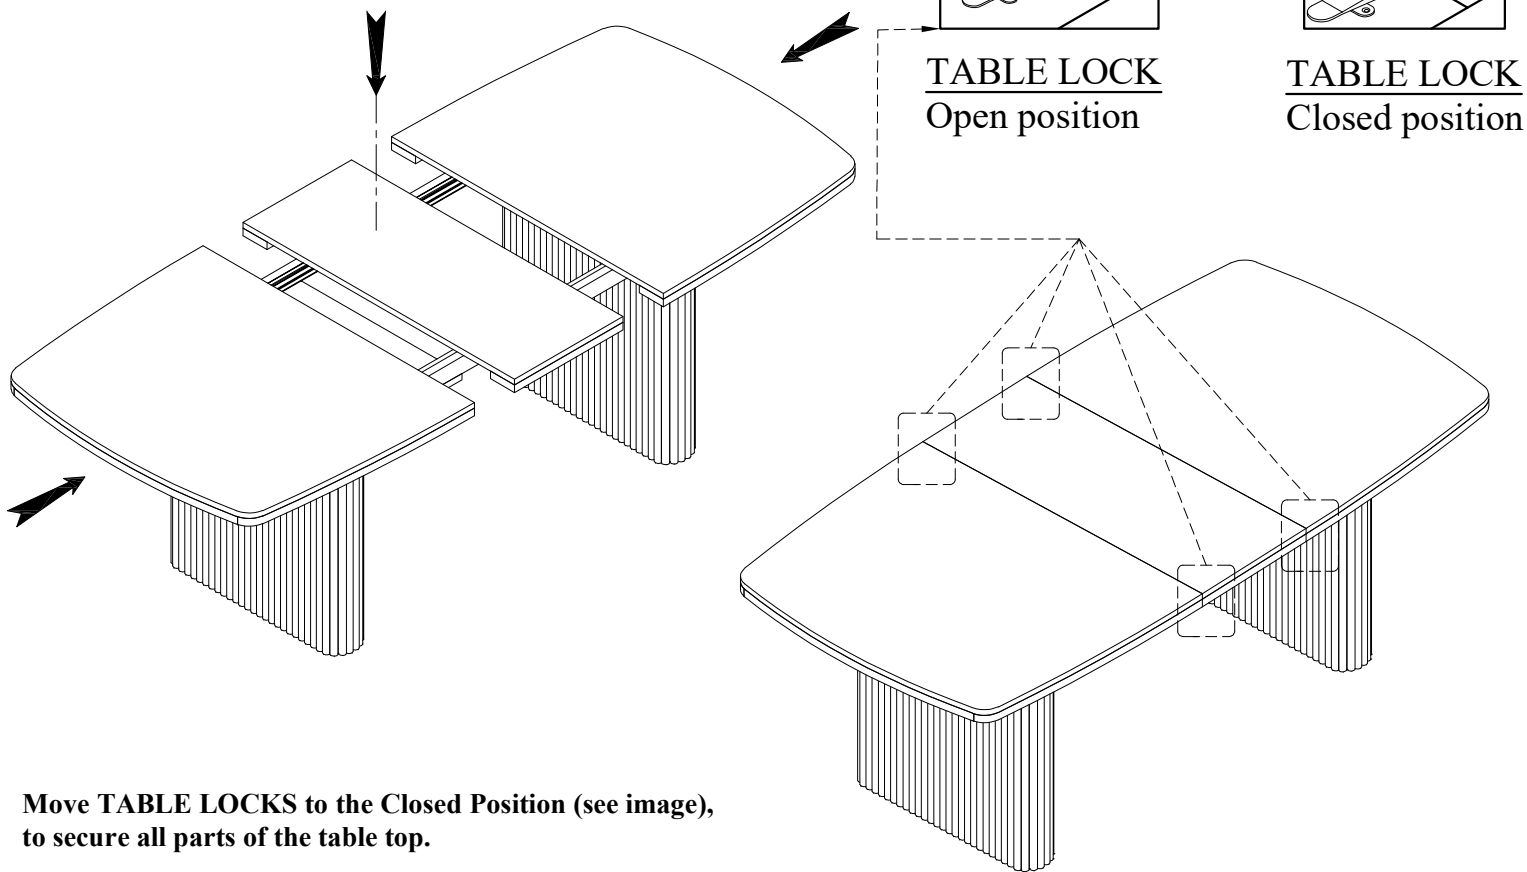 TABLE LOCK
Open position
TABLE LOCK
Closed position
Move TABLE LOCKS to the Closed Position (see image),
to secure all parts of the table top.